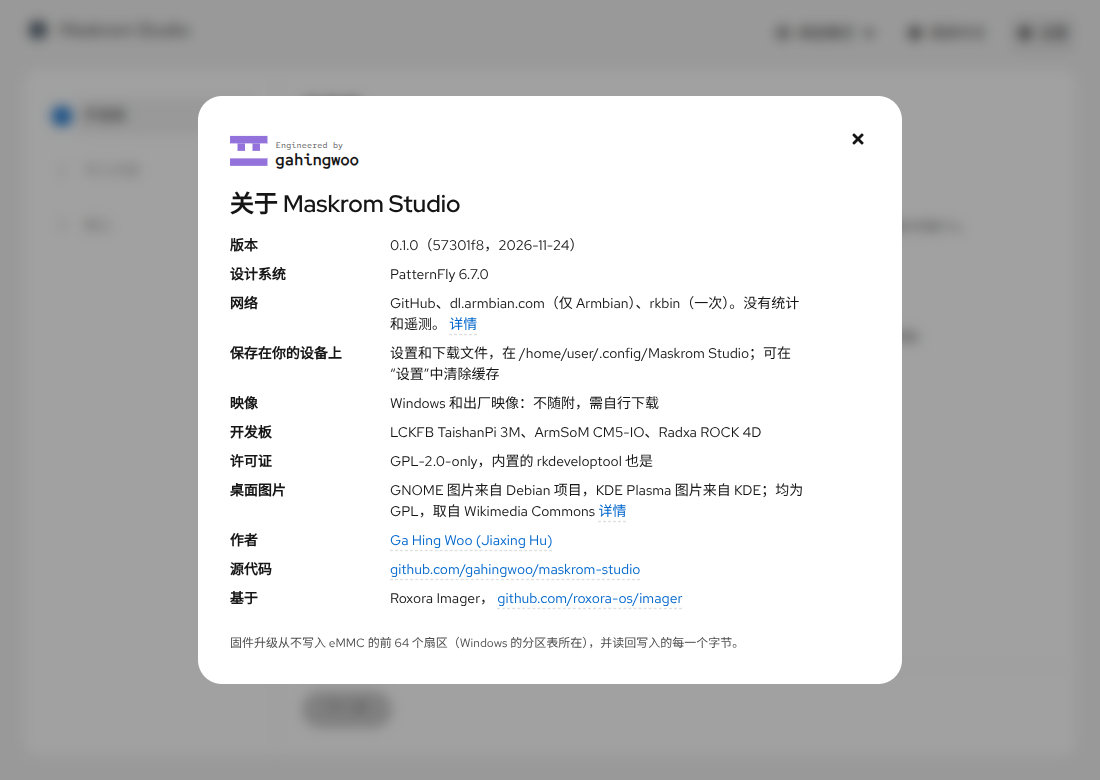 Maskrom Studio
Engineered by
gahingwoo
关于 Maskrom Studio
版本
0.1.0（57301f8，2026-11-24）
设计系统
PatternFly 6.7.0
网络
GitHub、dl.armbian.com（仅 Armbian）、rkbin（一次）。没有统计
和遥测。 详情
保存在你的设备上
设置和下载文件，在 /home/user/.config/Maskrom Studio；可在
“设置”中清除缓存
映像
Windows 和出厂映像：不随附，需自行下载
开发板
LCKFB TaishanPi 3M、ArmSoM CM5-IO、Radxa ROCK 4D
许可证
GPL-2.0-only，内置的 rkdeveloptool 也是
桌面图片
GNOME 图片来自 Debian 项目，KDE Plasma 图片来自 KDE；均为
GPL，取自 Wikimedia Commons 详情
作者
Ga Hing Woo (Jiaxing Hu)
源代码
github.com/gahingwoo/maskrom-studio
基于
Roxora Imager， github.com/roxora-os/imager
固件升级从不写入 eMMC 的前 64 个扇区（Windows 的分区表所在），并读回写入的每一个字节。